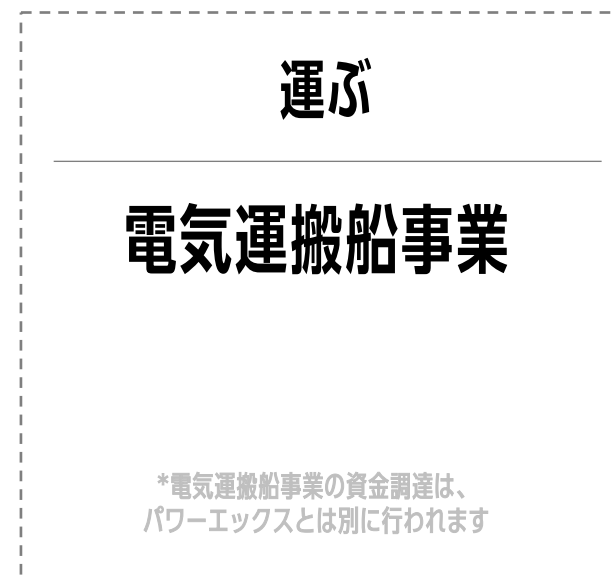 運ぶ
電気運搬船事業
*電気運搬船事業の資金調達は、
パワーエックスとは別に行われます